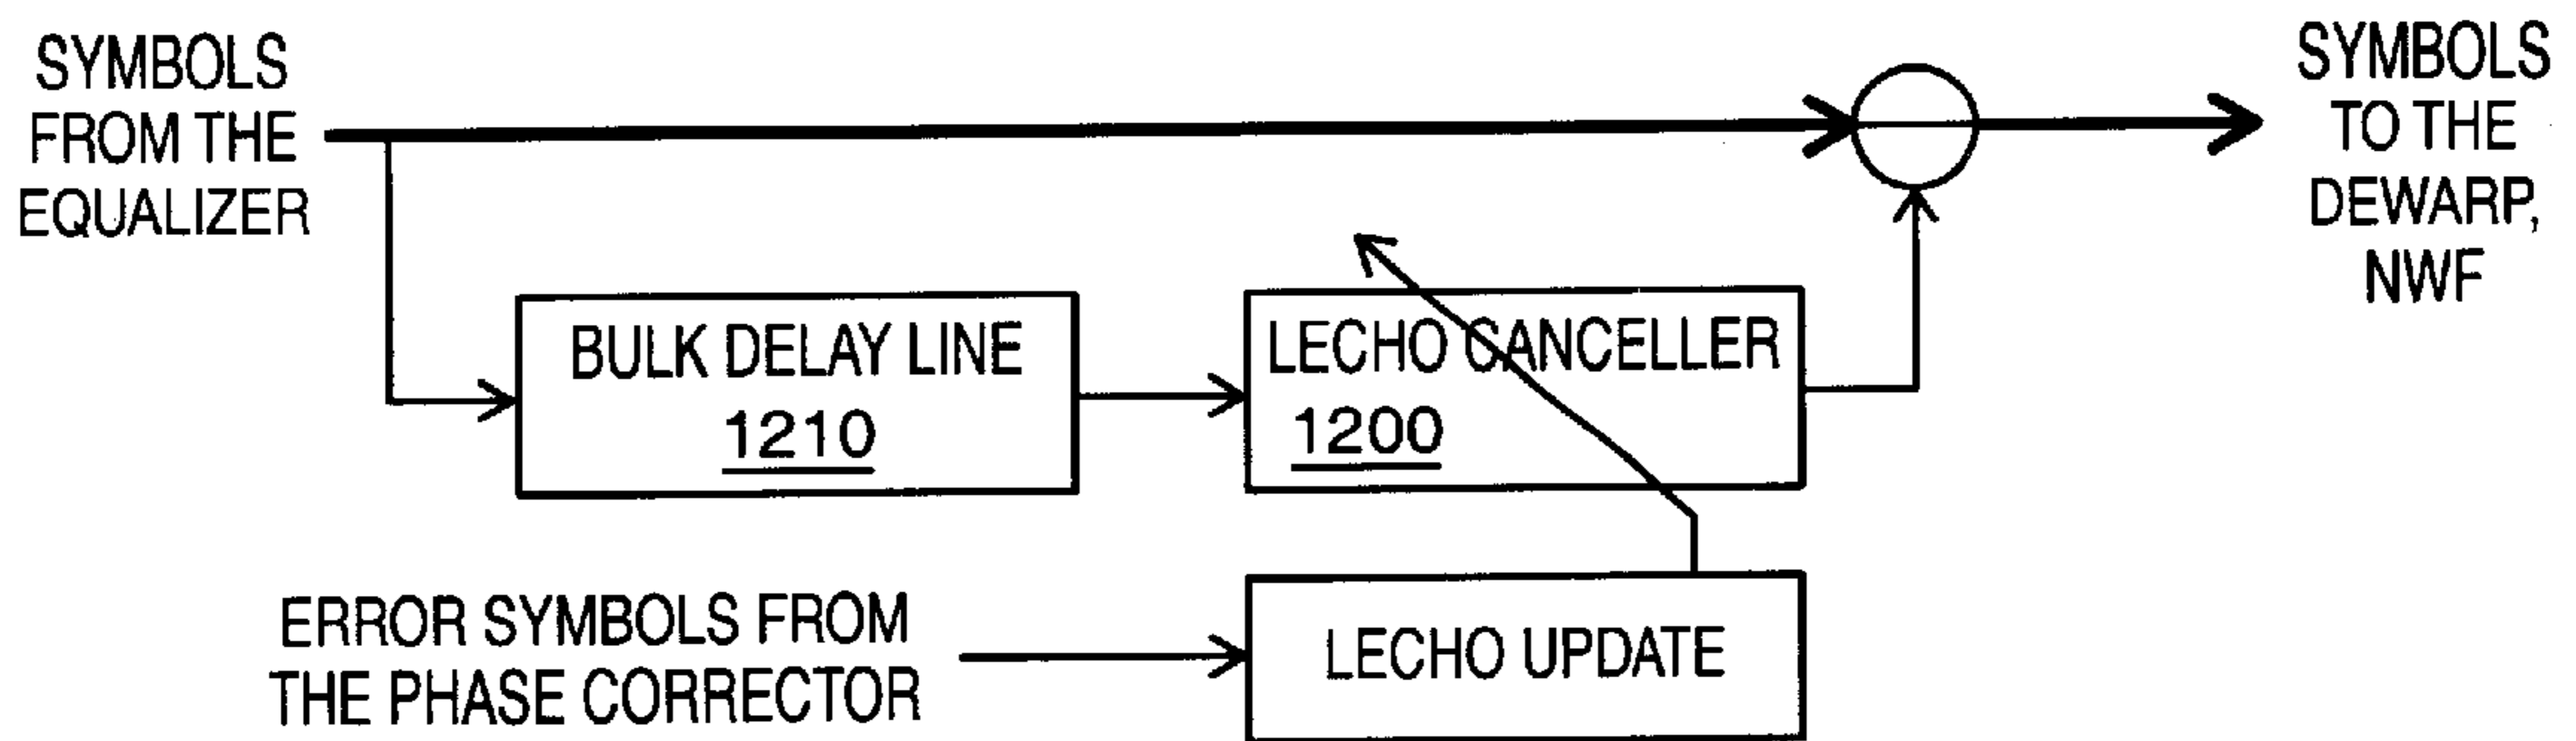 SYMBOLS
FROM THE
EQUALIZER
SYMBOLS
TO THE
DEWARP,
NWF
BULK DELAY LINE
1210
LECHO CANCELLER
1200
ERROR SYMBOLS FROM
THE PHASE CORRECTOR
LECHO UPDATE